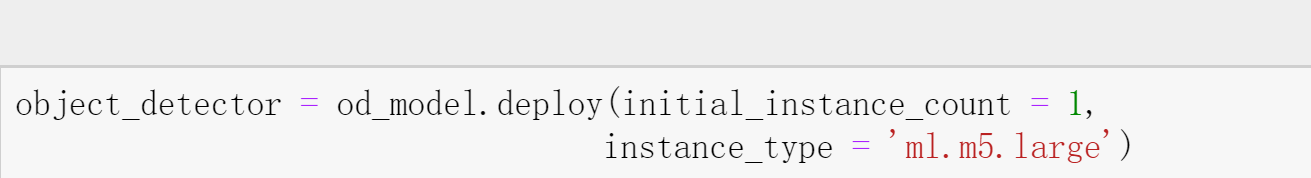 object_detector = od_model.deploy(initial_instance_count = 1,
                                  instance_type = 'ml.m5.large')